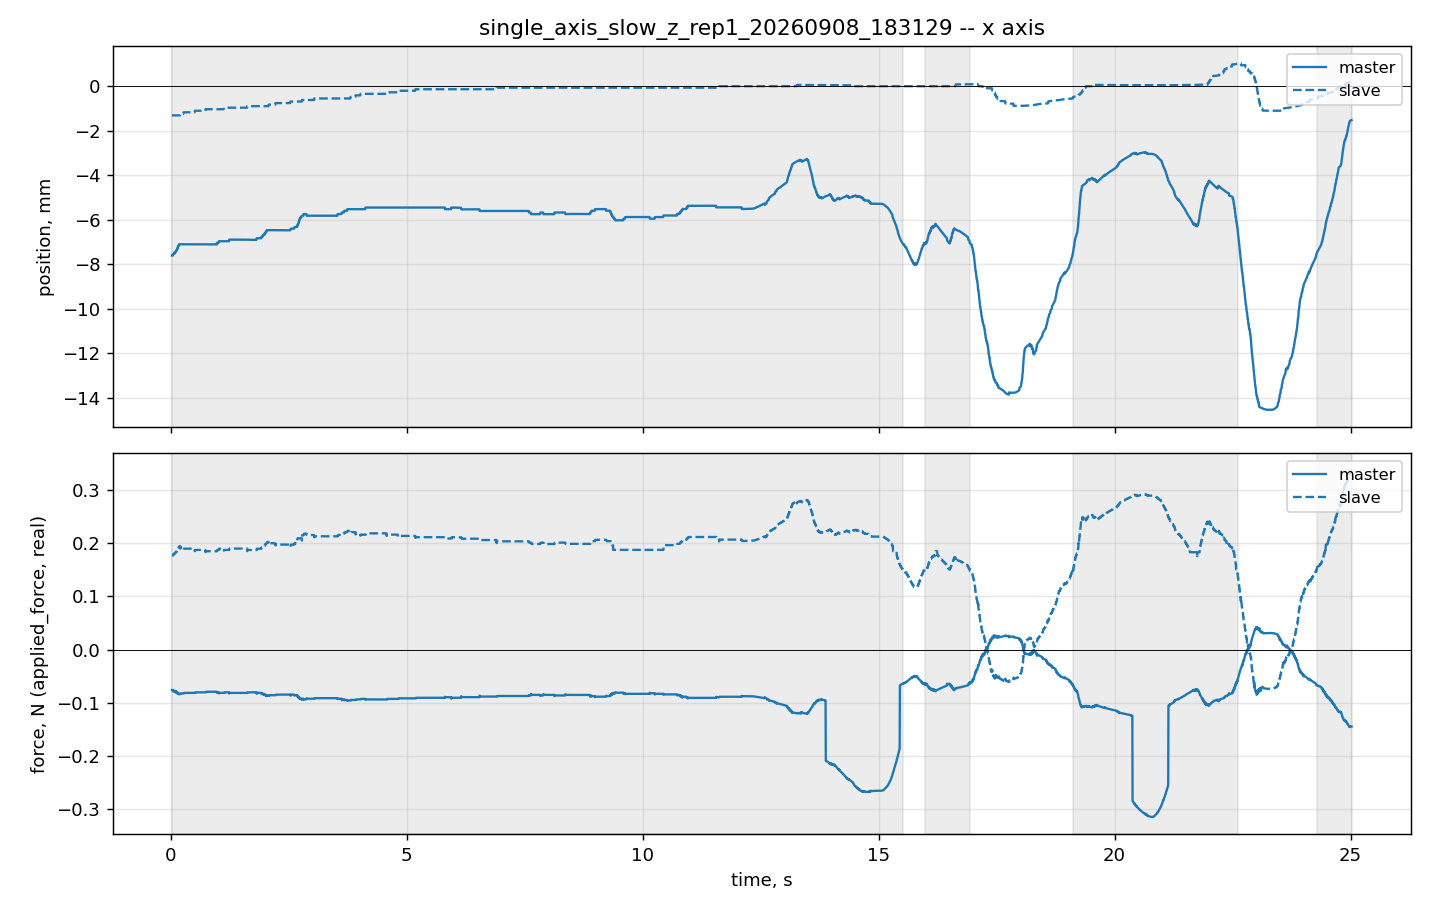 single_axis_slow_z_rep1_20260908_183129 -- x axis
position, mm
0
−2
−4
−6
−8
−10
−12
−14
master
slave
force, N (applied_force, real)
0.3
0.2
0.1
0.0
−0.1
−0.2
−0.3
master
slave
0
5
10
15
20
25
time, s